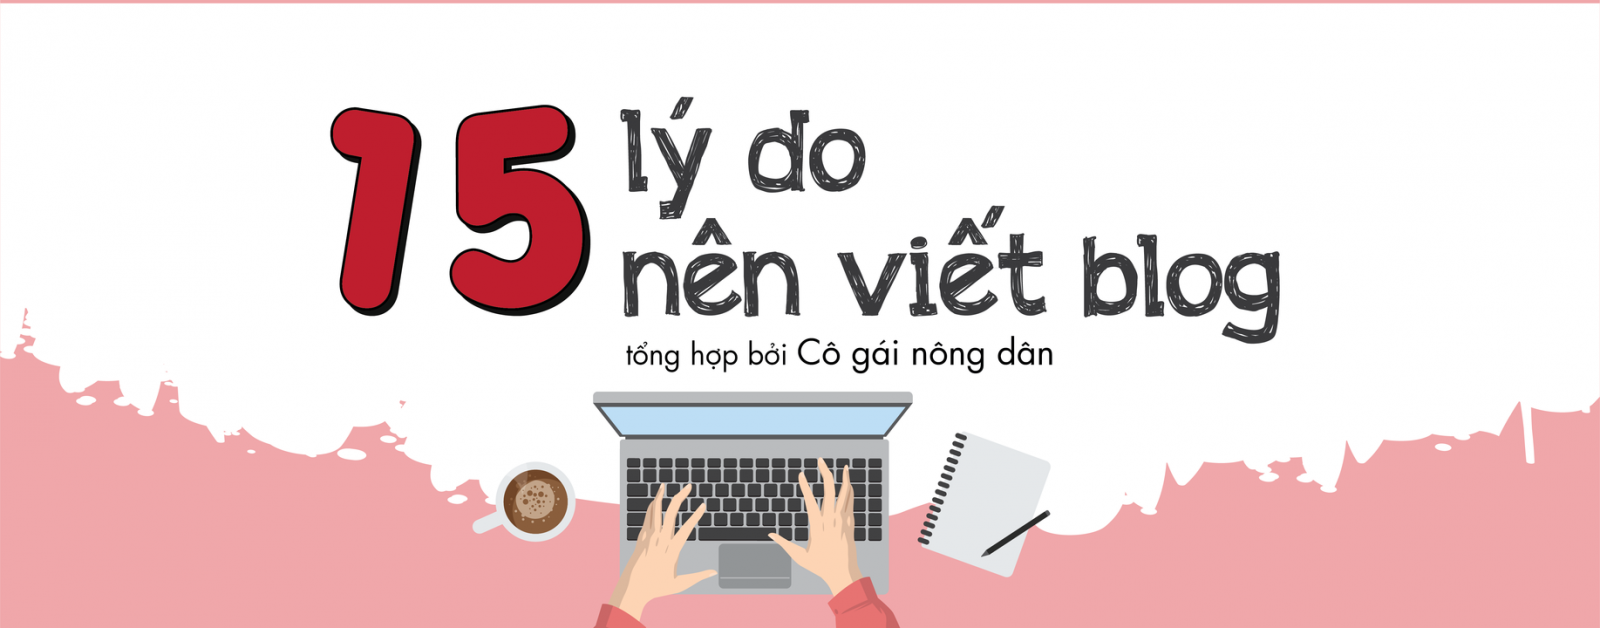 15 lý do
nên viết blog
tổng hợp bởi Cô gái nông dân